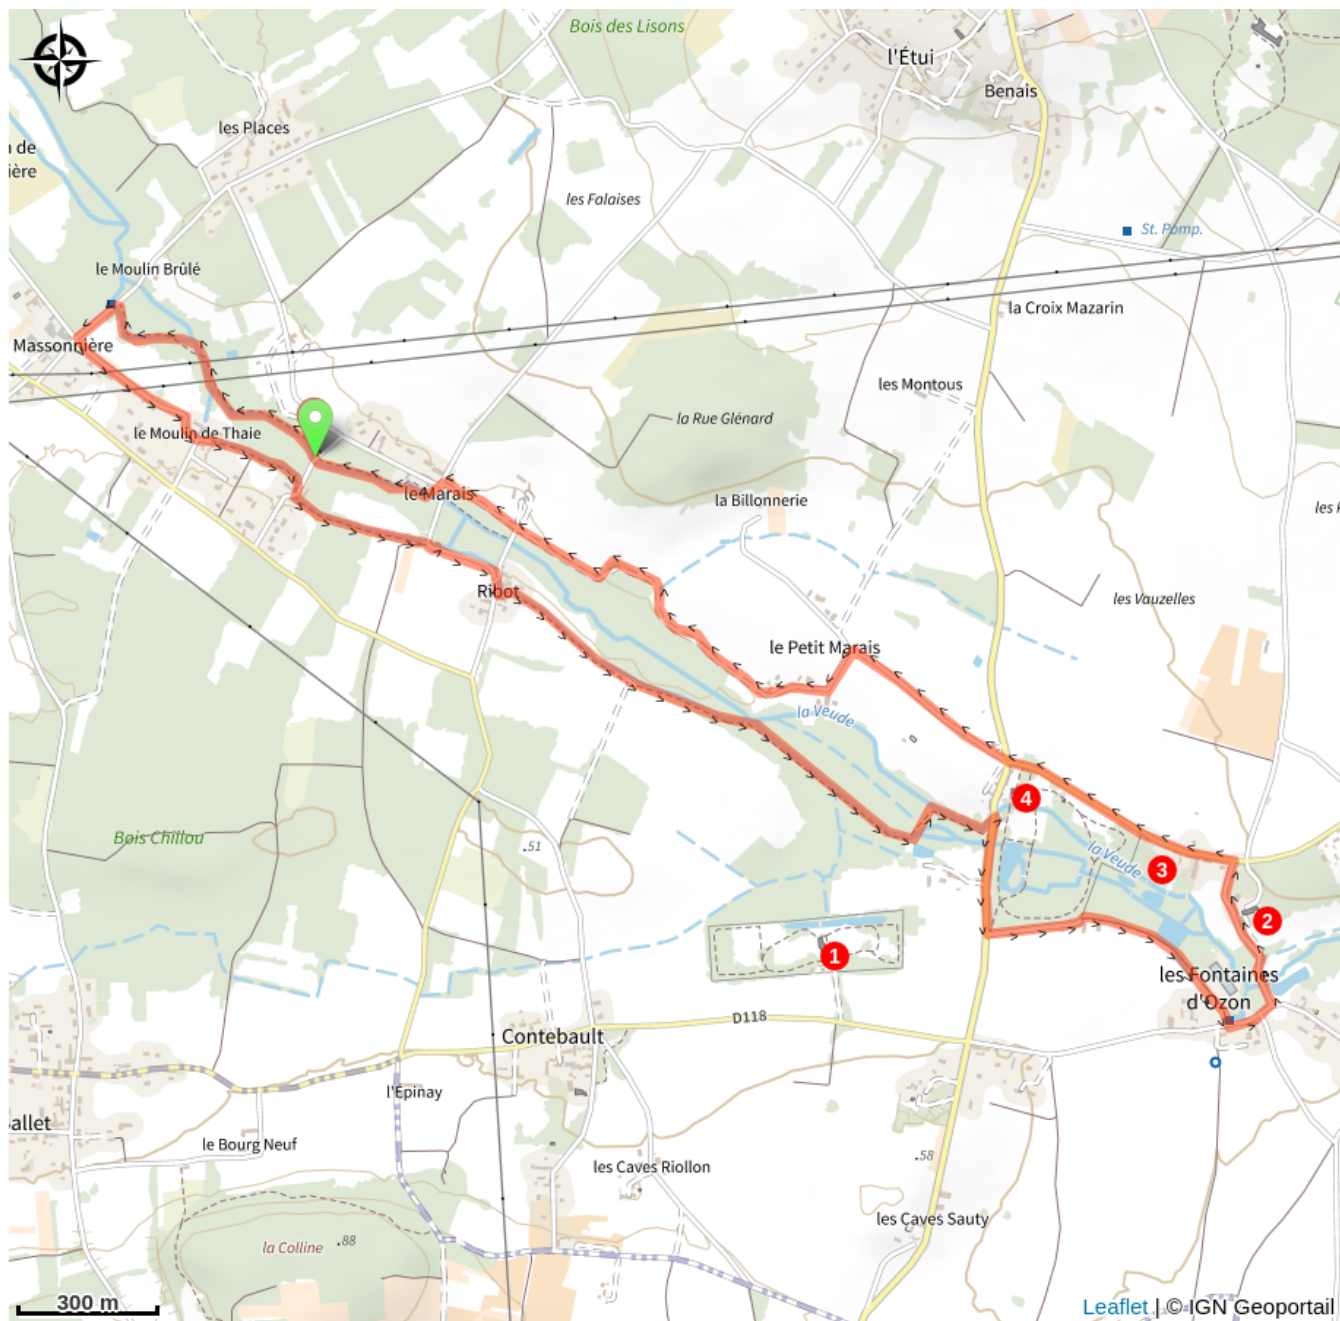 Bois des Lisons
l'Étui
Benais
les Places
n de
ière
les Falaises
St. Pomp.
le Moulin Brûlé
la Croix Mazarin
Massonnière
les Montous
la Rue Glénard
le Moulin de Thaie
le Marais
la Billonnerie
les
Ribot
les Vauzelles
le Petit Marais
la Veude
4
Bois Chillou
51
la Veude
3
2
1
les Fontaines
d'Ozon
D118
Contebault
l'Épinay
allet
le Bourg Neuf
58
les Caves Riollon
les Caves Sauty
la Colline
88
300 m
Leaflet | © IGN Geoportail